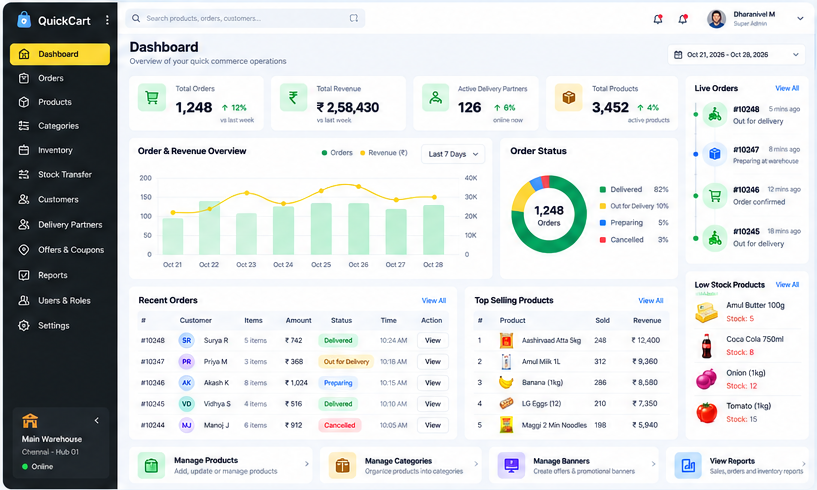 QuickCart
Dashboard
Orders
Products
Categories
Inventory
Stock Transfer
Customers
Delivery Partners
Offers & Coupons
Reports
Users & Roles
Settings
Main Warehouse
Chennai - Hub 01
Online
Search products, orders, customers...
Dharanivel M
Super Admin
Dashboard
Overview of your quick commerce operations
Oct 21, 2026 - Oct 28, 2026
Total Orders
1,248 ↑ 12%
vs last week
Total Revenue
₹ 2,58,430
vs last week
Active Delivery Partners
126 ↑ 6%
online now
Total Products
3,452 ↑ 4%
active products
Order & Revenue Overview
Orders Revenue (₹)
Last 7 Days
200 40K
150 30K
100 20K
50 10K
0 0
Oct 21 Oct 22 Oct 23 Oct 24 Oct 25 Oct 26 Oct 27 Oct 28
Order Status
1,248
Orders
Delivered 82%
Out for Delivery 10%
Preparing 5%
Cancelled 3%
Live Orders View All
#10248 5 mins ago
Out for delivery
#10247 8 mins ago
Preparing at warehouse
#10246 12 mins ago
Order confirmed
#10245 18 mins ago
Out for delivery
Recent Orders View All
# Customer Items Amount Status Time Action
#10248 SR Surya R 5 items ₹ 742 Delivered 10:24 AM View
#10247 PR Priya M 3 items ₹ 368 Out for Delivery 10:18 AM View
#10246 AK Akash K 8 items ₹ 1,024 Preparing 10:15 AM View
#10245 VD Vidhya S 4 items ₹ 516 Delivered 10:10 AM View
#10244 MJ Manoj J 6 items ₹ 912 Cancelled 10:05 AM View
Top Selling Products View All
# Product Sold Revenue
1 Aashirvaad Atta 5kg 248 ₹ 12,400
2 Amul Milk 1L 312 ₹ 9,360
3 Banana (1kg) 286 ₹ 8,580
4 LG Eggs (12) 210 ₹ 7,350
5 Maggi 2 Min Noodles 198 ₹ 5,940
Low Stock Products View All
Amul Butter 100g
Stock: 5
Coca Cola 750ml
Stock: 8
Onion (1kg)
Stock: 12
Tomato (1kg)
Stock: 15
Manage Products
Add, update or manage products
Manage Categories
Organize products into categories
Manage Banners
Create offers & promotional banners
View Reports
Sales, orders and inventory reports